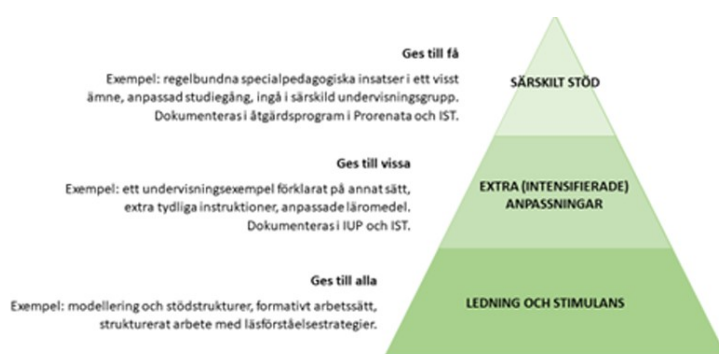 Ges till få
Exempel: regelbundna specialpedagogiska insatser i ett visst
ämne, anpassad studiegång, ingå i särskild undervisningsgrupp.
Dokumenteras i åtgärdsprogram i Prorenata och IST.
SÄRSKILT STÖD
Ges till vissa
Exempel: ett undervisningsexempel förklarat på annat sätt,
extra tydliga instruktioner, anpassade läromedel.
Dokumenteras i IUP och IST.
EXTRA (INTENSIFIERADE)
ANPASSNINGAR
Ges till alla
Exempel: modellering och stödstrukturer, formativt arbetssätt,
strukturerat arbete med läsförståelsestrategier.
LEDNING OCH STIMULANS